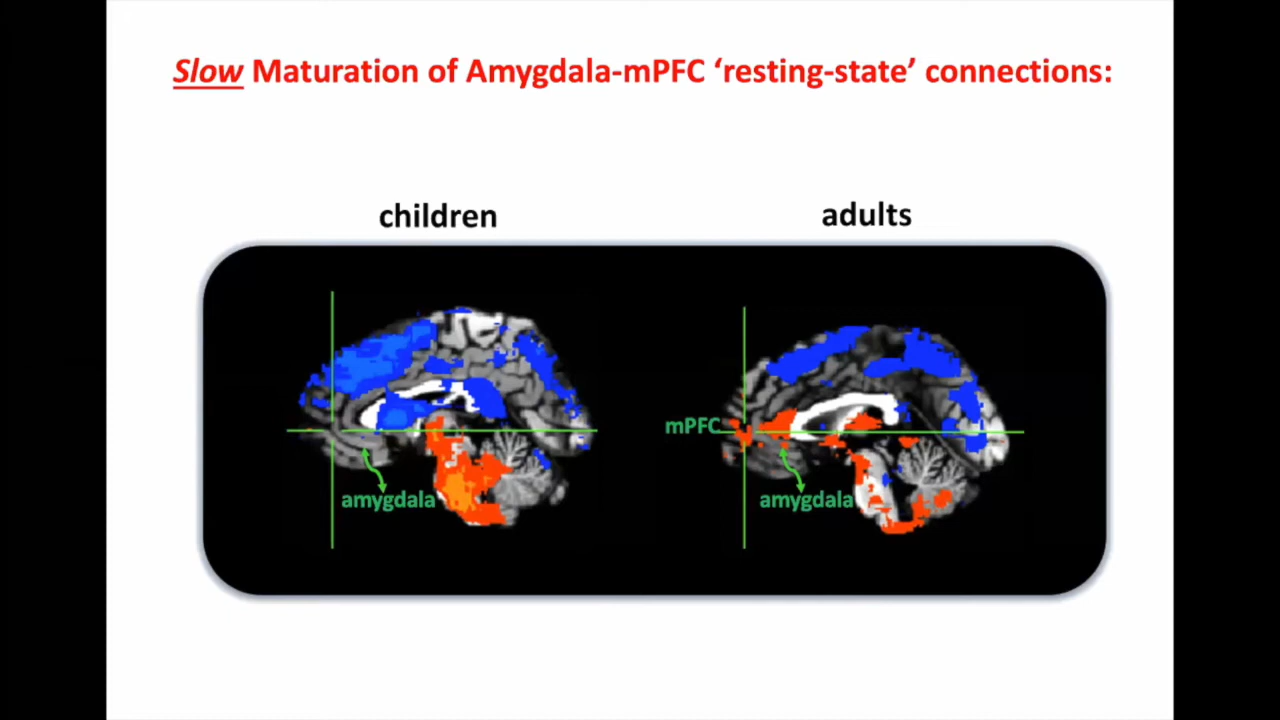 Slow Maturation of Amygdala-mPFC ‘resting-state’ connections:
children
adults
mPFC
amygdala
amygdala